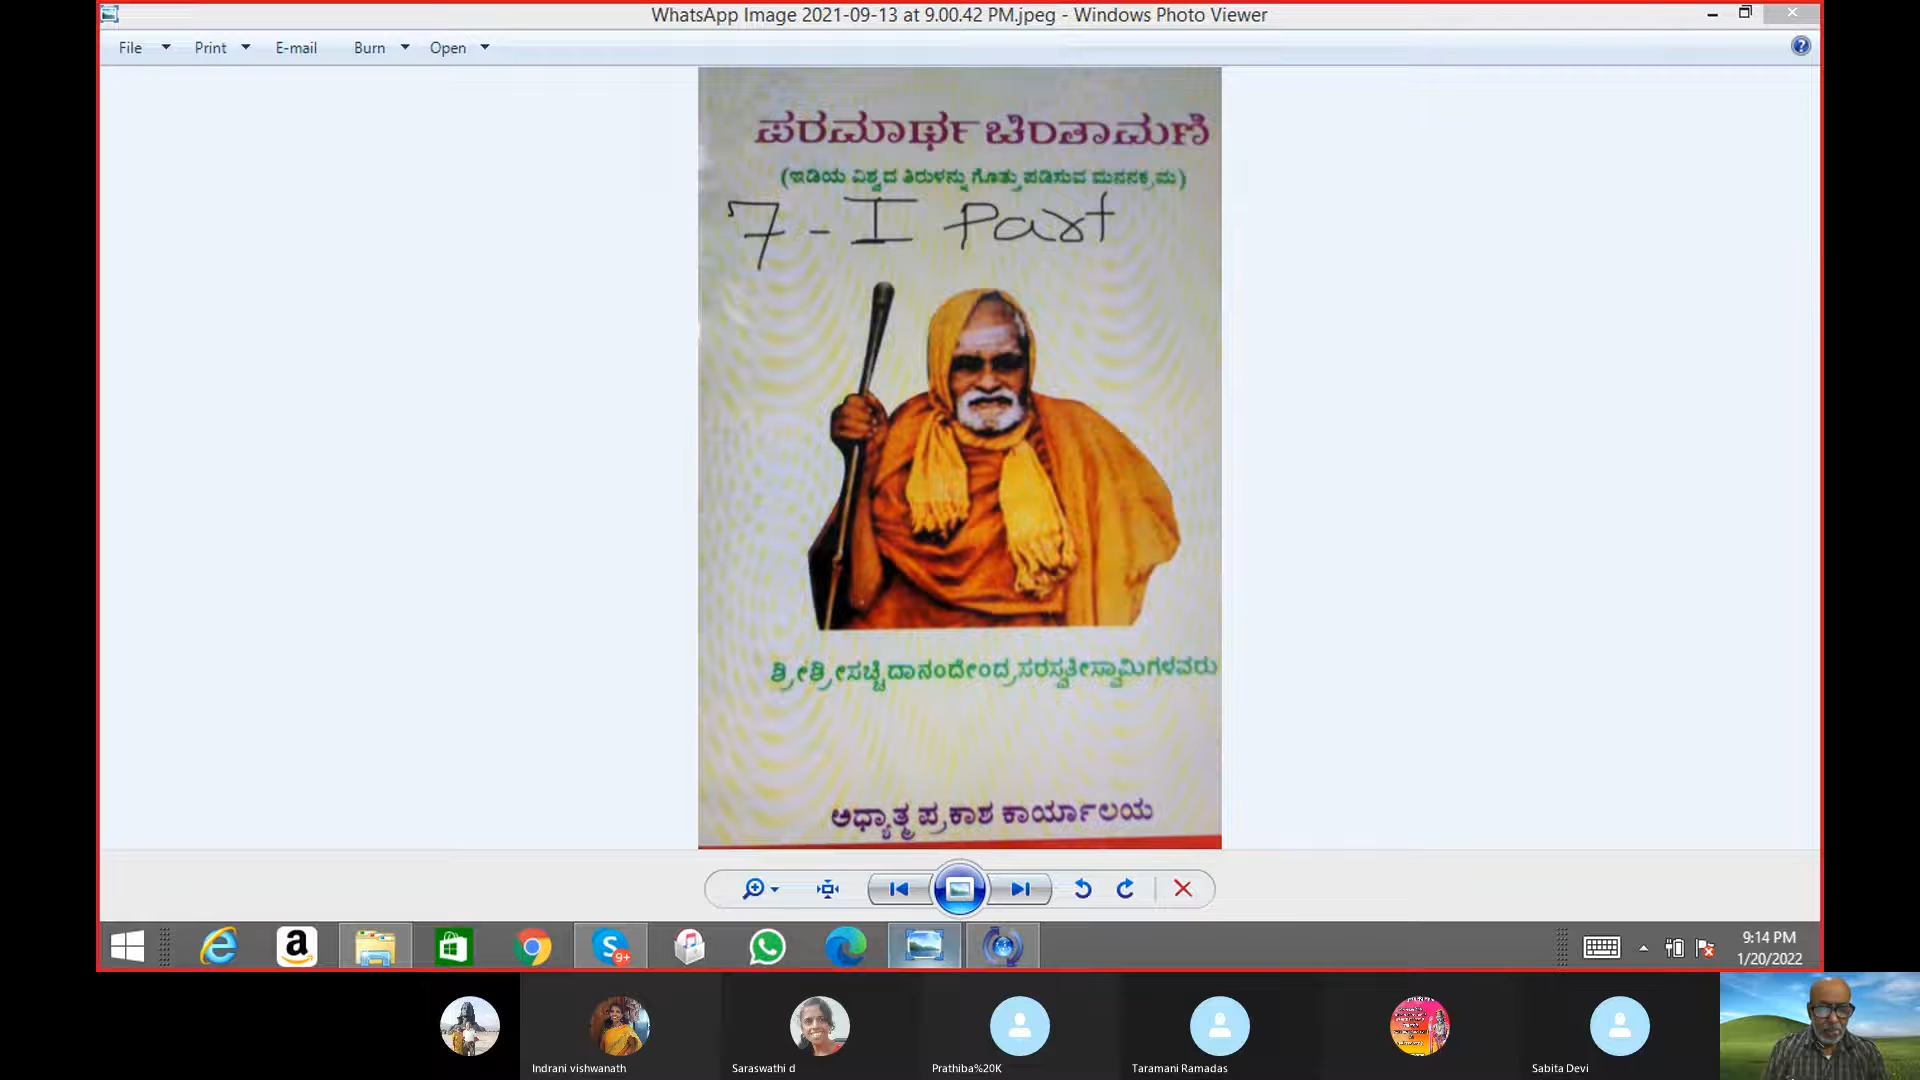 WhatsApp Image 2021-09-13 at 9.00.42 PM.jpeg - Windows Photo Viewer
File Print E-mail Burn Open
ಪರಮಾರ್ಥ ಚಿಂತಾಮಣಿ
(ಇಡಿಯ ವಿಶ್ವದ ತಿರುಳನ್ನು ಗೊತ್ತುಪಡಿಸುವ ಮನನಕ್ರಮ)
7 - I Part
ಶ್ರೀಶ್ರೀಸಚ್ಚಿದಾನಂದೇಂದ್ರಸರಸ್ವತೀಸ್ವಾಮಿಗಳವರು
ಅಧ್ಯಾತ್ಮ ಪ್ರಕಾಶ ಕಾರ್ಯಾಲಯ
9+
9:14 PM
1/20/2022
Indrani vishwanath
Saraswathi d
Prathiba%20K
Taramani Ramadas
Sabita Devi